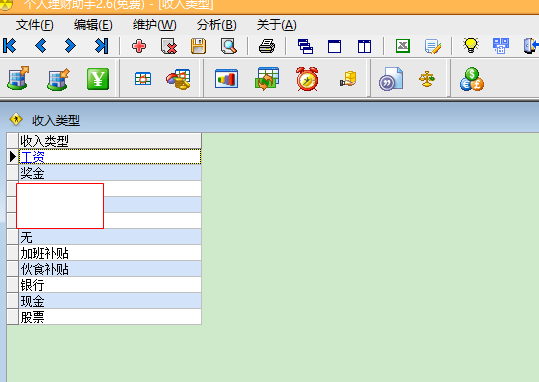 个人理财助手2.6(免费) - [收入类型]
文件(F) 编辑(E) 维护(W) 分析(B) 关于(A)
收入类型
收入类型
工资
奖金
无
加班补贴
伙食补贴
银行
现金
股票